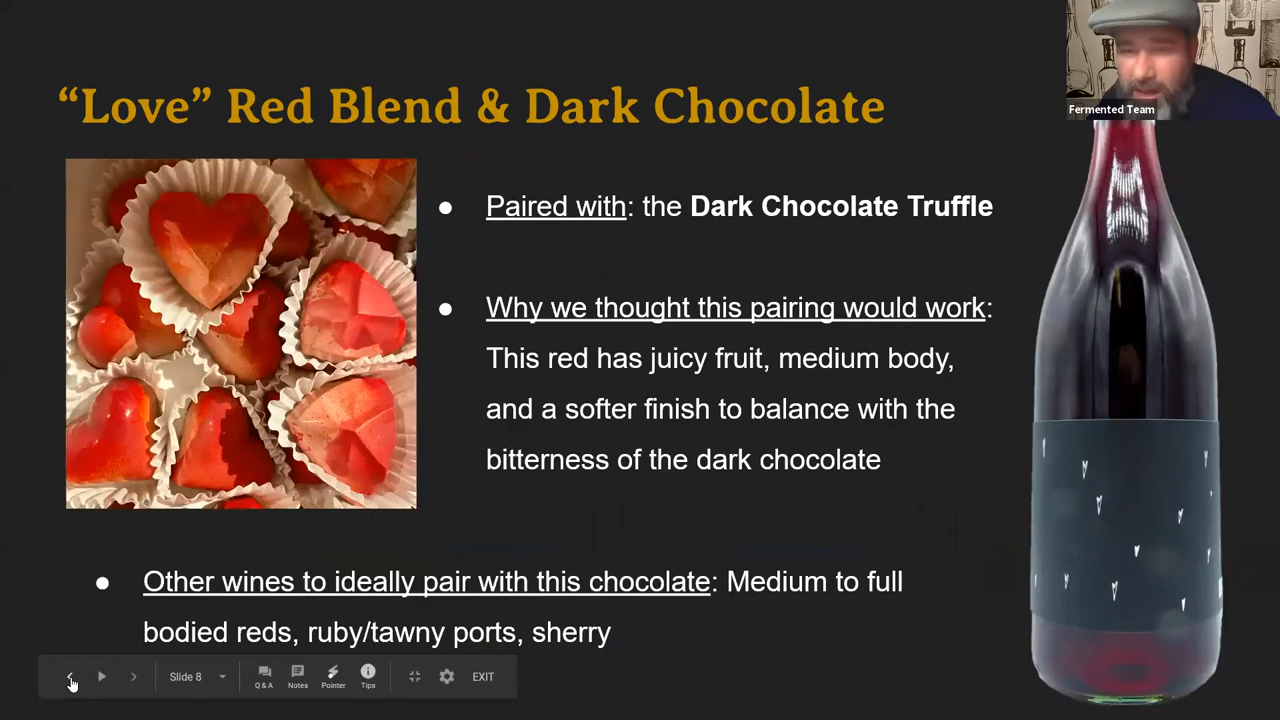 Fermented Team
“Love” Red Blend & Dark Chocolate
● Paired with: the Dark Chocolate Truffle
● Why we thought this pairing would work:
This red has juicy fruit, medium body,
and a softer finish to balance with the
bitterness of the dark chocolate
● Other wines to ideally pair with this chocolate: Medium to full
bodied reds, ruby/tawny ports, sherry
Slide 8
Q & A
Notes
Pointer
Tips
EXIT